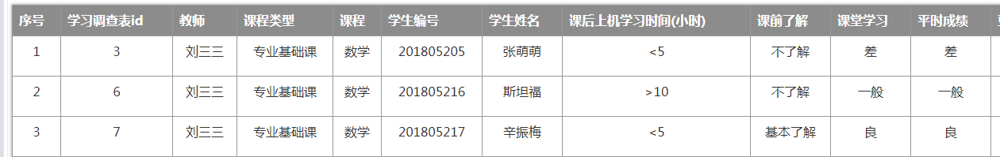 序号 学习调查表id 教师 课程类型 课程 学生编号 学生姓名 课后上机学习时间(小时) 课前了解 课堂学习 平时成绩
1 3 刘三三 专业基础课 数学 201805205 张萌萌 <5 不了解 差 差
2 6 刘三三 专业基础课 数学 201805216 斯坦福 >10 不了解 一般 一般
3 7 刘三三 专业基础课 数学 201805217 辛振梅 <5 基本了解 良 良